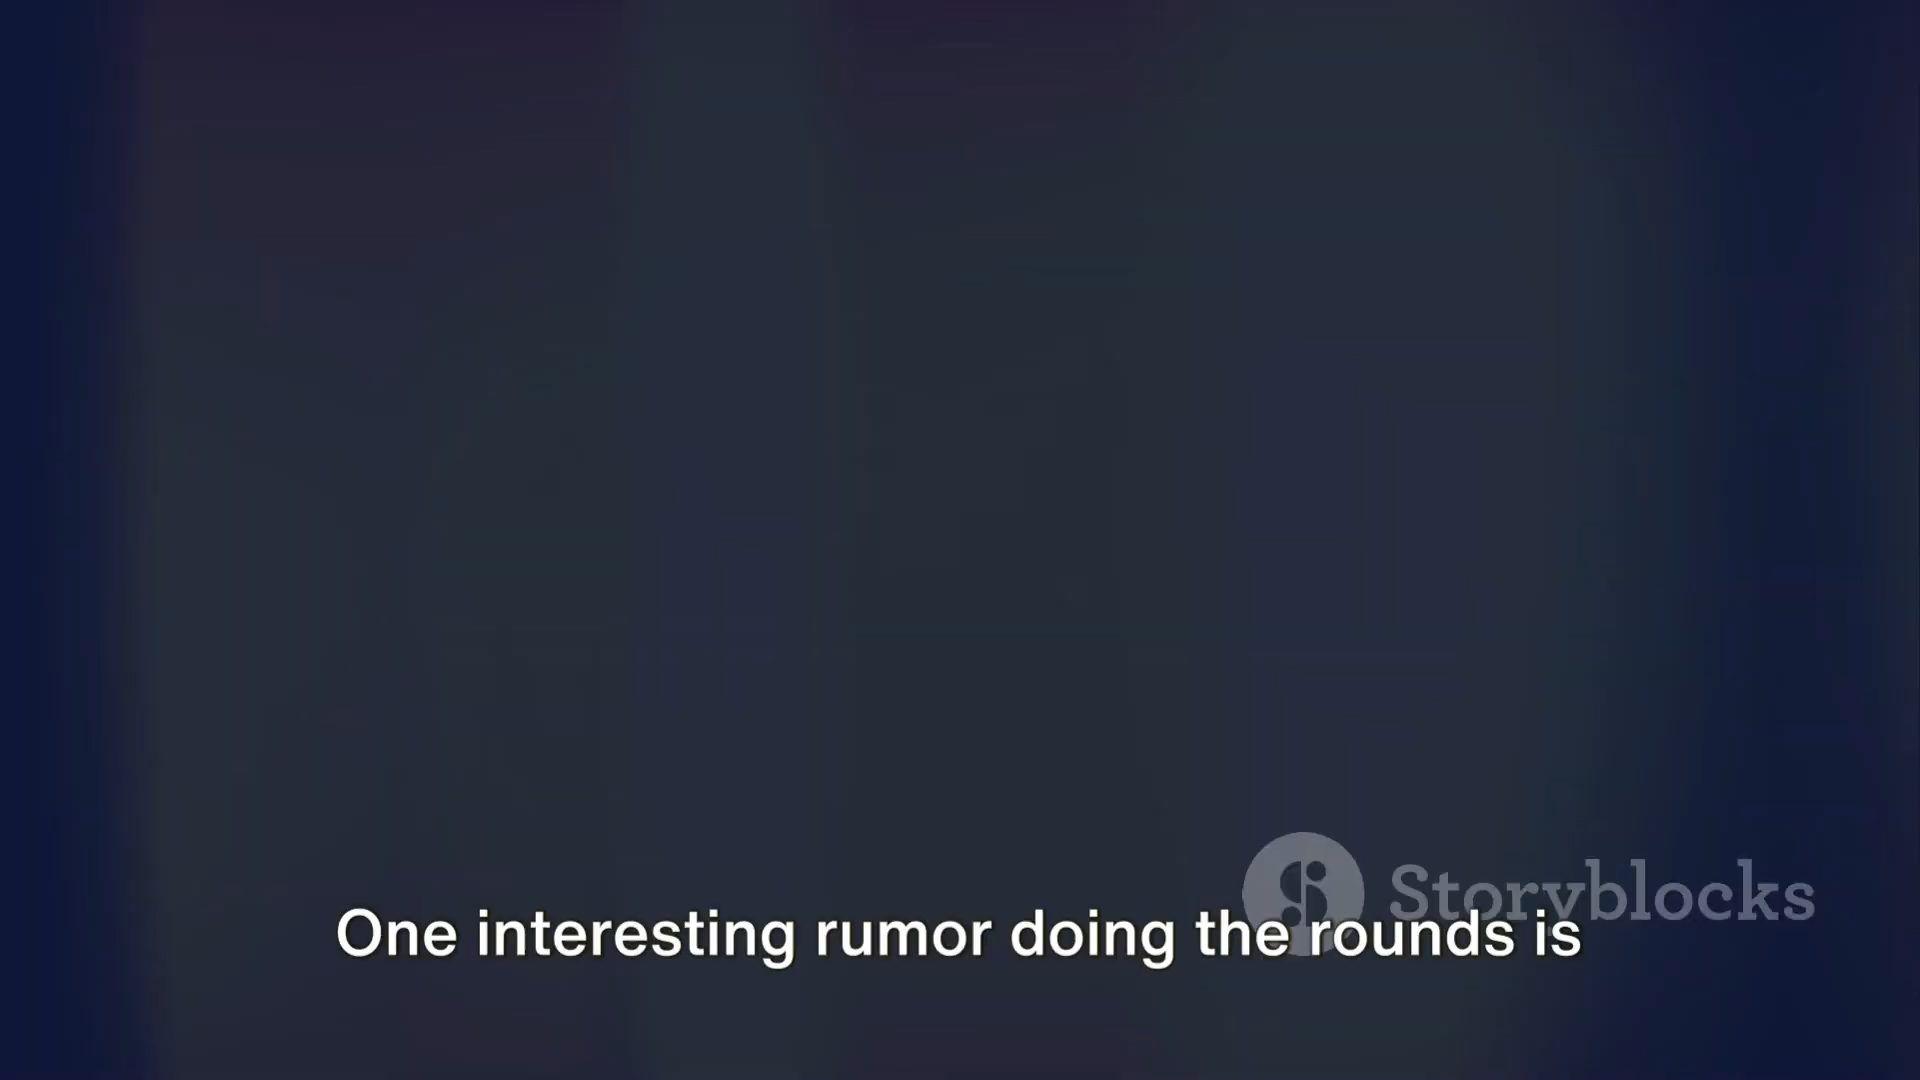 Storyblocks
One interesting rumor doing the rounds is